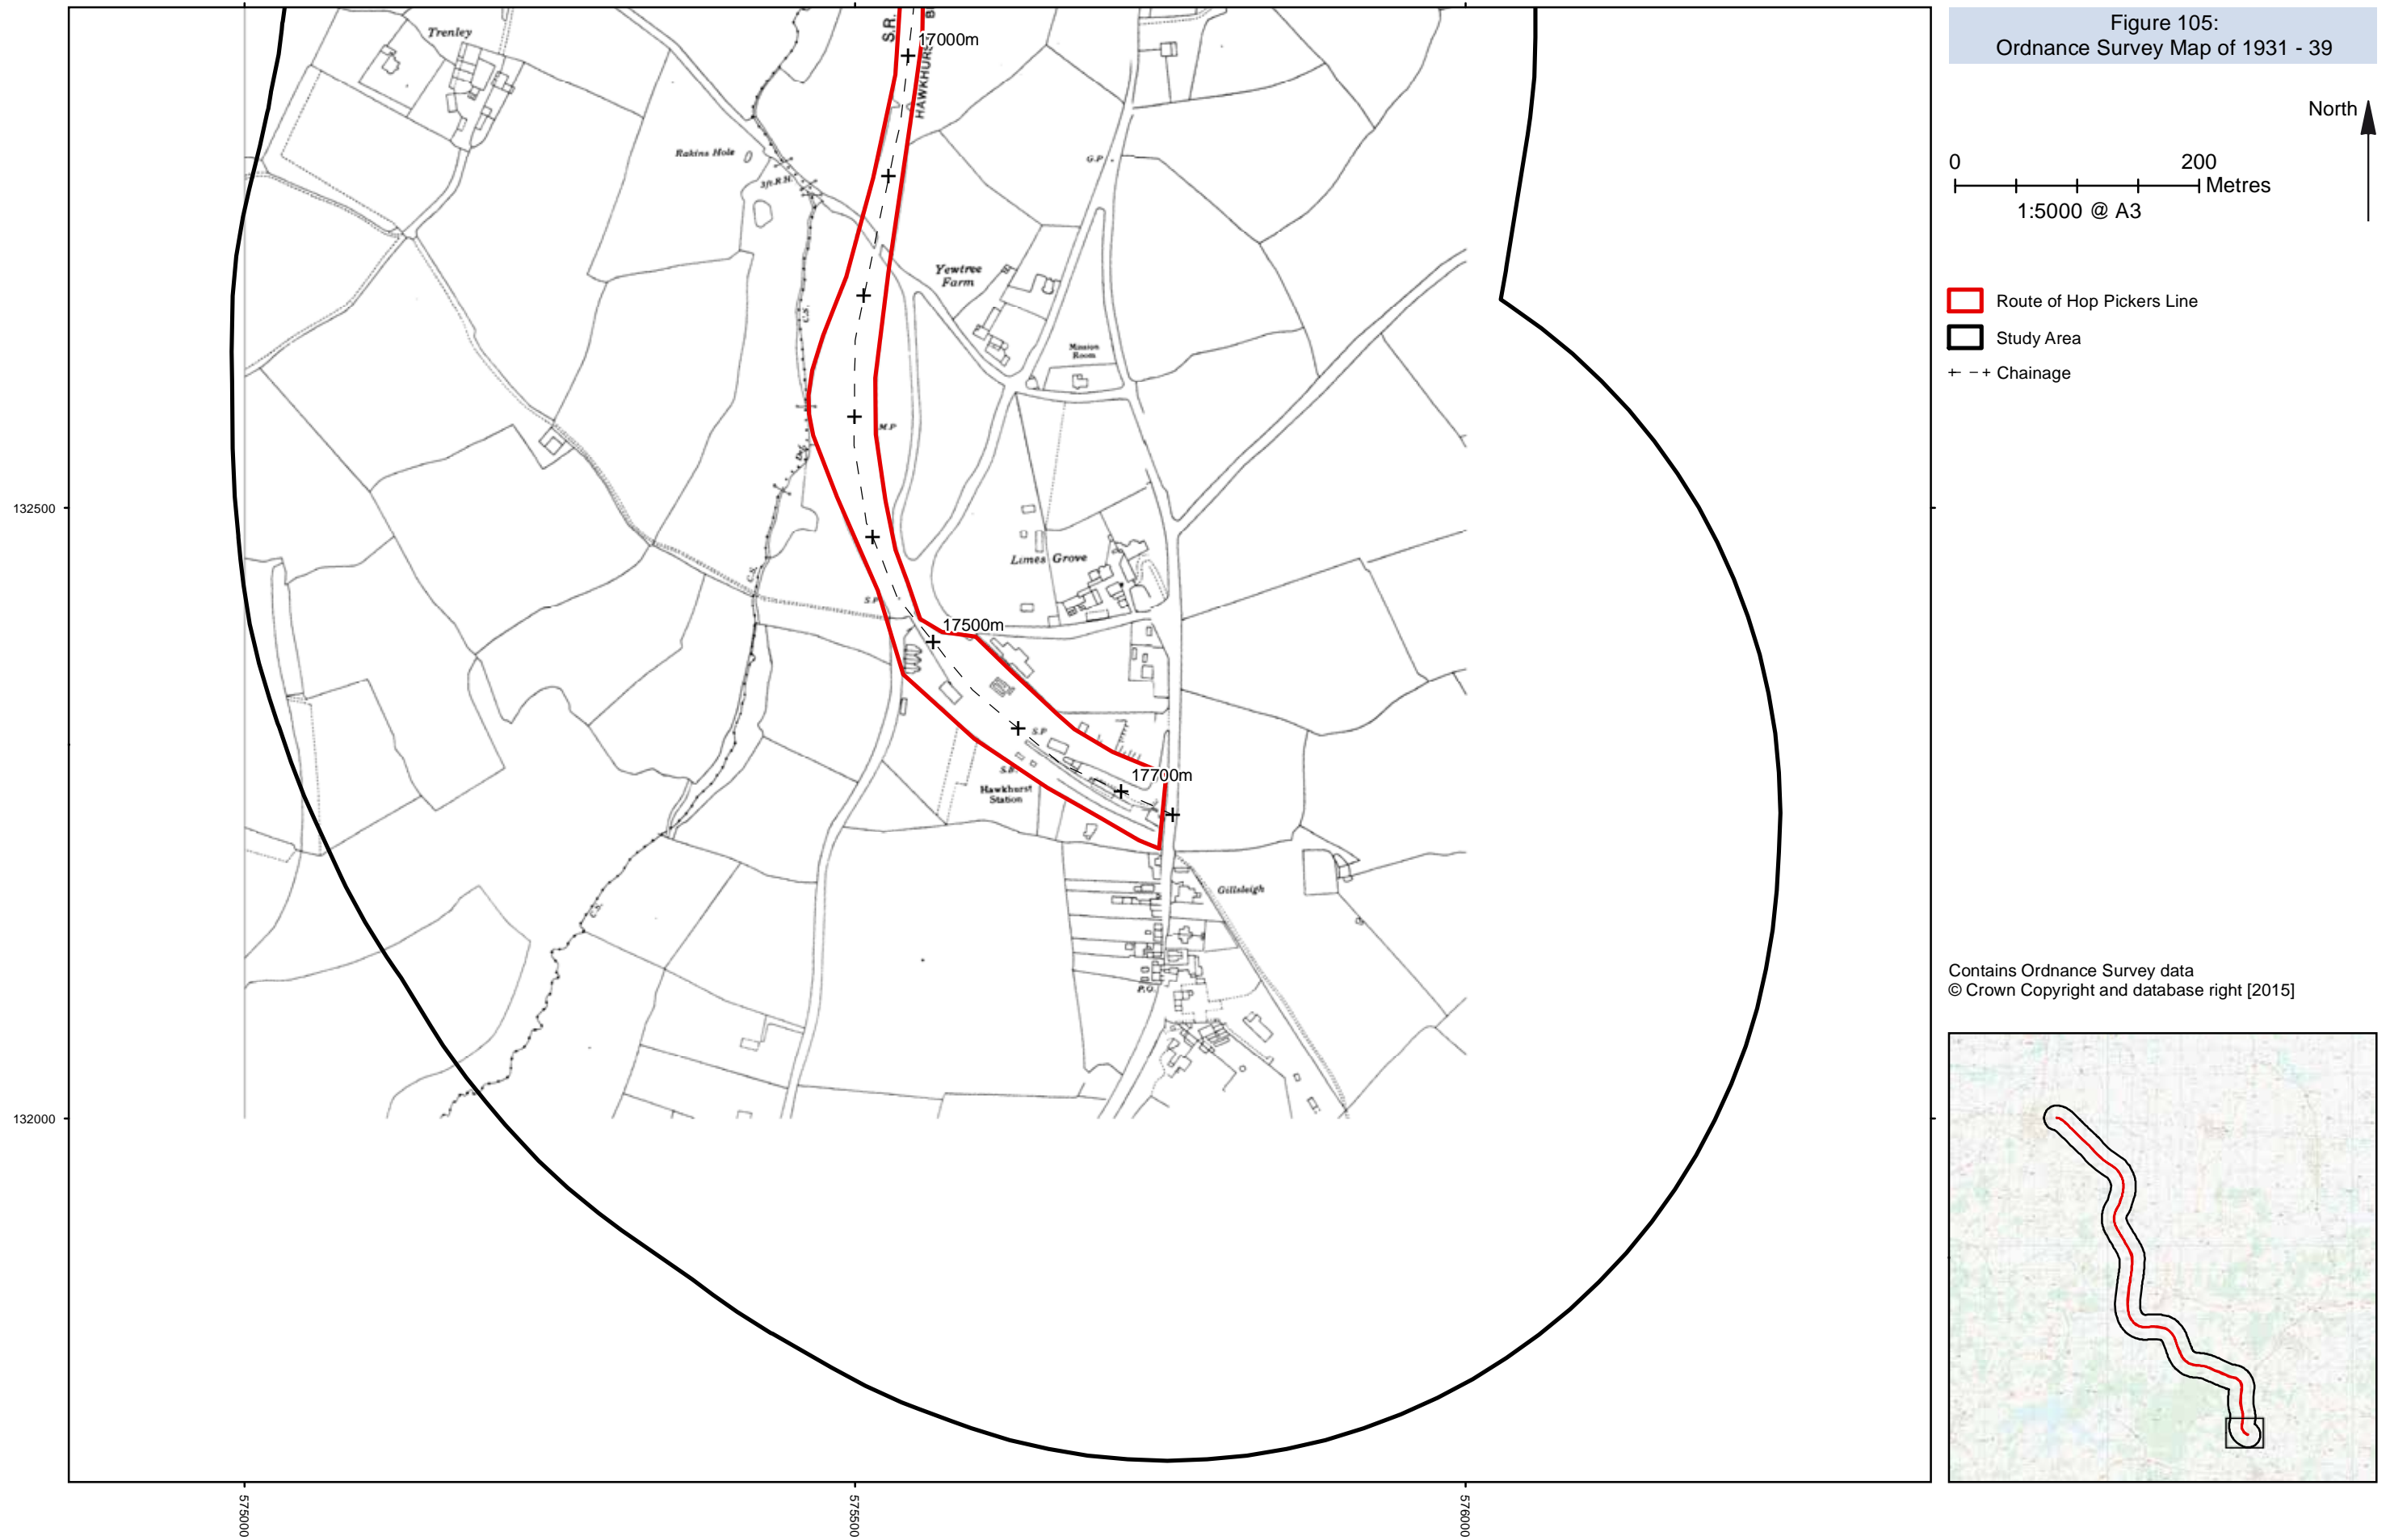 Figure 105:
Ordnance Survey Map of 1931 - 39
North
0 200
Metres
1:5000 @ A3
Route of Hop Pickers Line
Study Area
Chainage
Contains Ordnance Survey data
© Crown Copyright and database right [2015]
Trenley
S.R.
17000m
Rakins Hole
3ft.R.H.
G.P.
Yewtree
Farm
C.S.
Mission
Room
M.P
132500
Limes Grove
C.S.
S.P
17500m
S.P
S.B.
17700m
Hawkhurst
Station
Gillsleigh
C.S.
P.O.
132000
575000
575500
576000